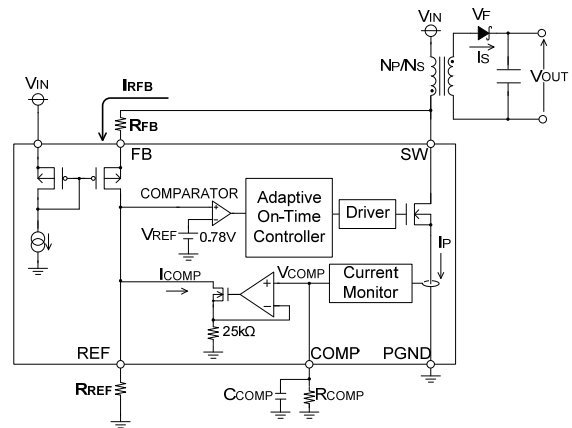 VIN
VF
IS
NP/NS
VOUT
VIN
IRFB
RFB
FB
SW
COMPARATOR
Adaptive
On-Time
Controller
Driver
VREF
0.78V
IP
ICOMP
VCOMP
Current
Monitor
+
−
+
−
25kΩ
REF
COMP
PGND
RREF
CCOMP
RCOMP